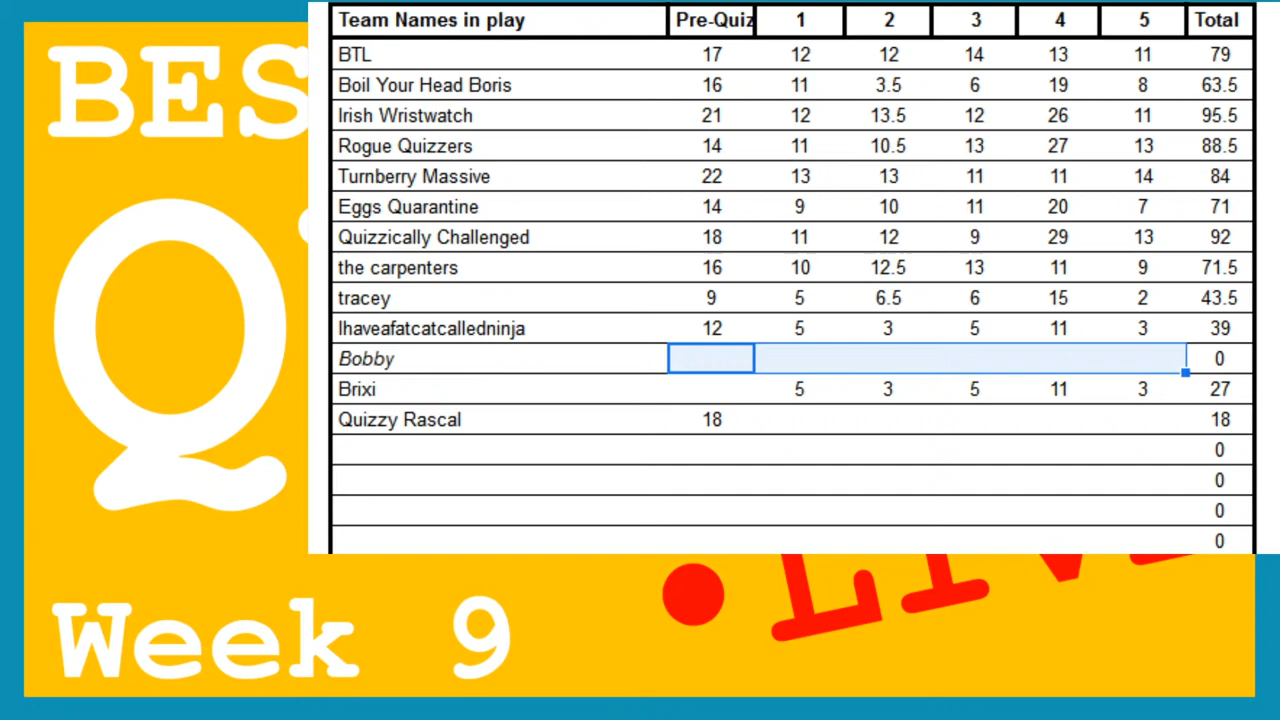 BES
Team Names in play Pre-Quiz 1 2 3 4 5 Total
BTL 17 12 12 14 13 11 79
Boil Your Head Boris 16 11 3.5 6 19 8 63.5
Irish Wristwatch 21 12 13.5 12 26 11 95.5
Rogue Quizzers 14 11 10.5 13 27 13 88.5
Turnberry Massive 22 13 13 11 11 14 84
Eggs Quarantine 14 9 10 11 20 7 71
Quizzically Challenged 18 11 12 9 29 13 92
the carpenters 16 10 12.5 13 11 9 71.5
tracey 9 5 6.5 6 15 2 43.5
Ihaveafatcatcalledninja 12 5 3 5 11 3 39
Bobby 0
Brixi 5 3 5 11 3 27
Quizzy Rascal 18 18
0
0
0
0
Q
Week 9